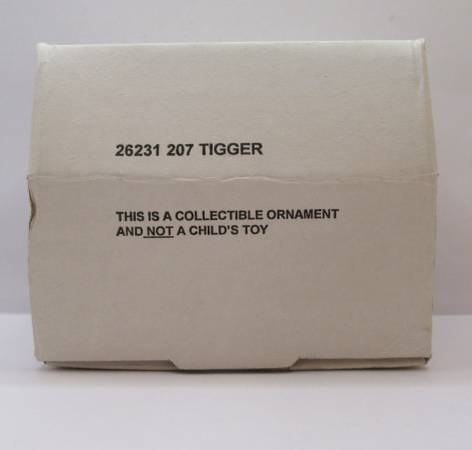 26231 207 TIGGER
THIS IS A COLLECTIBLE ORNAMENT
AND NOT A CHILD'S TOY